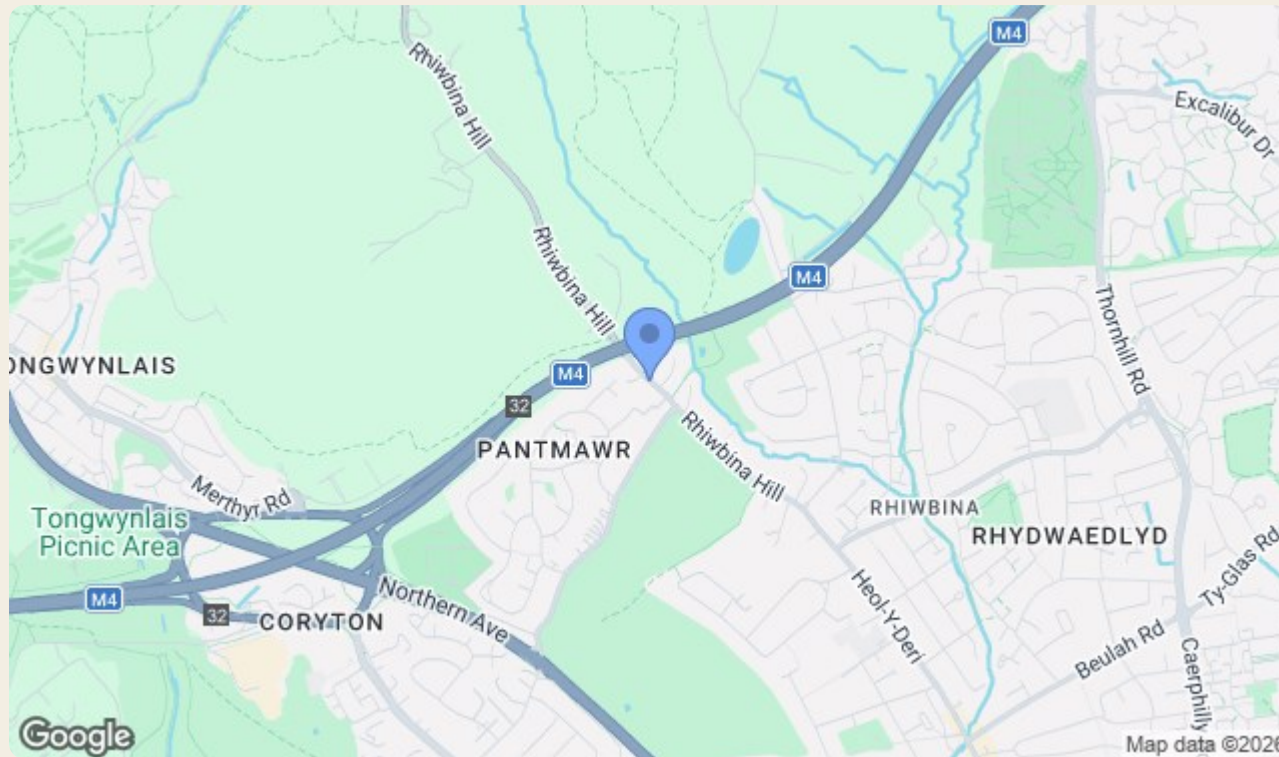 M4
Rhiwbina Hill
Excalibur Dr
Rhiwbina Hill
M4
Thornhill Rd
ONGWYNLAIS
M4
32
PANTMAWR
Rhiwbina Hill
Merthyr Rd
RHIWBINA
Tongwynlais
Picnic Area
RHYDWAEDLYD
Ty-Glas Rd
M4
32
Northern Ave
CORYTON
Heol-Y-Deri
Beulah Rd
Caerphilly
Google
Map data ©2026